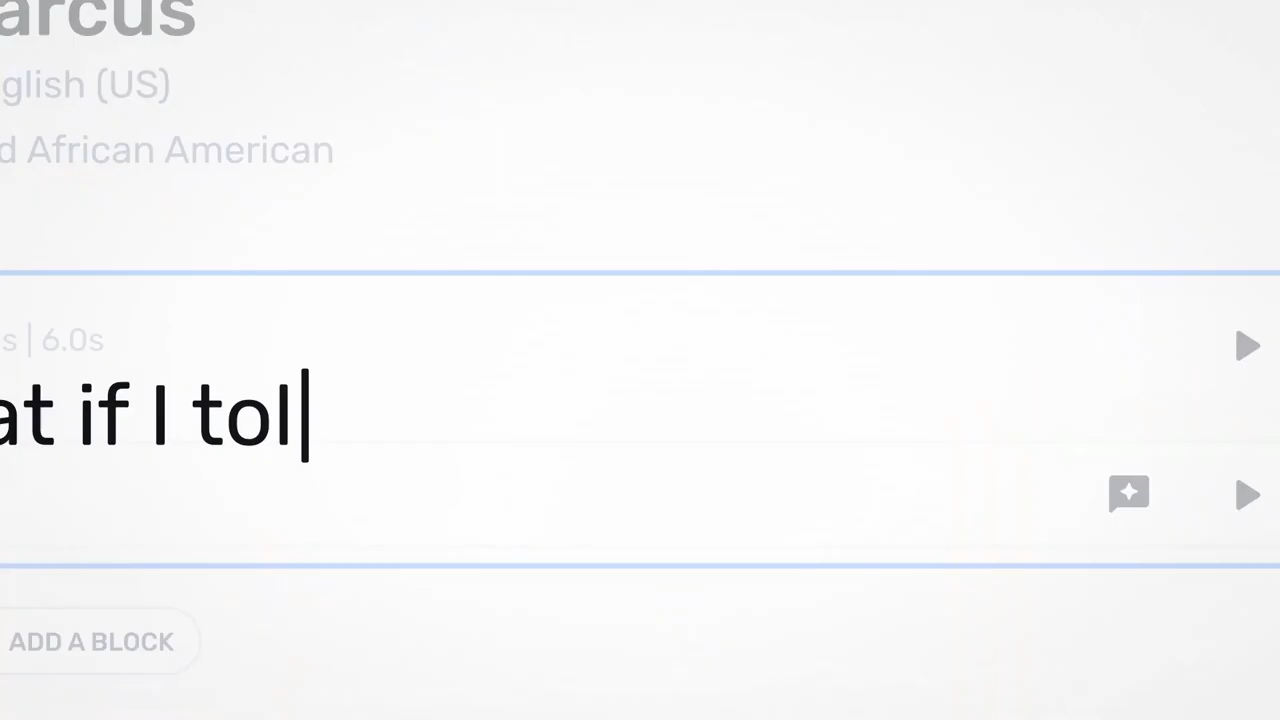 arcus
glish (US)
d African American
s | 6.0s
at if I tol
ADD A BLOCK